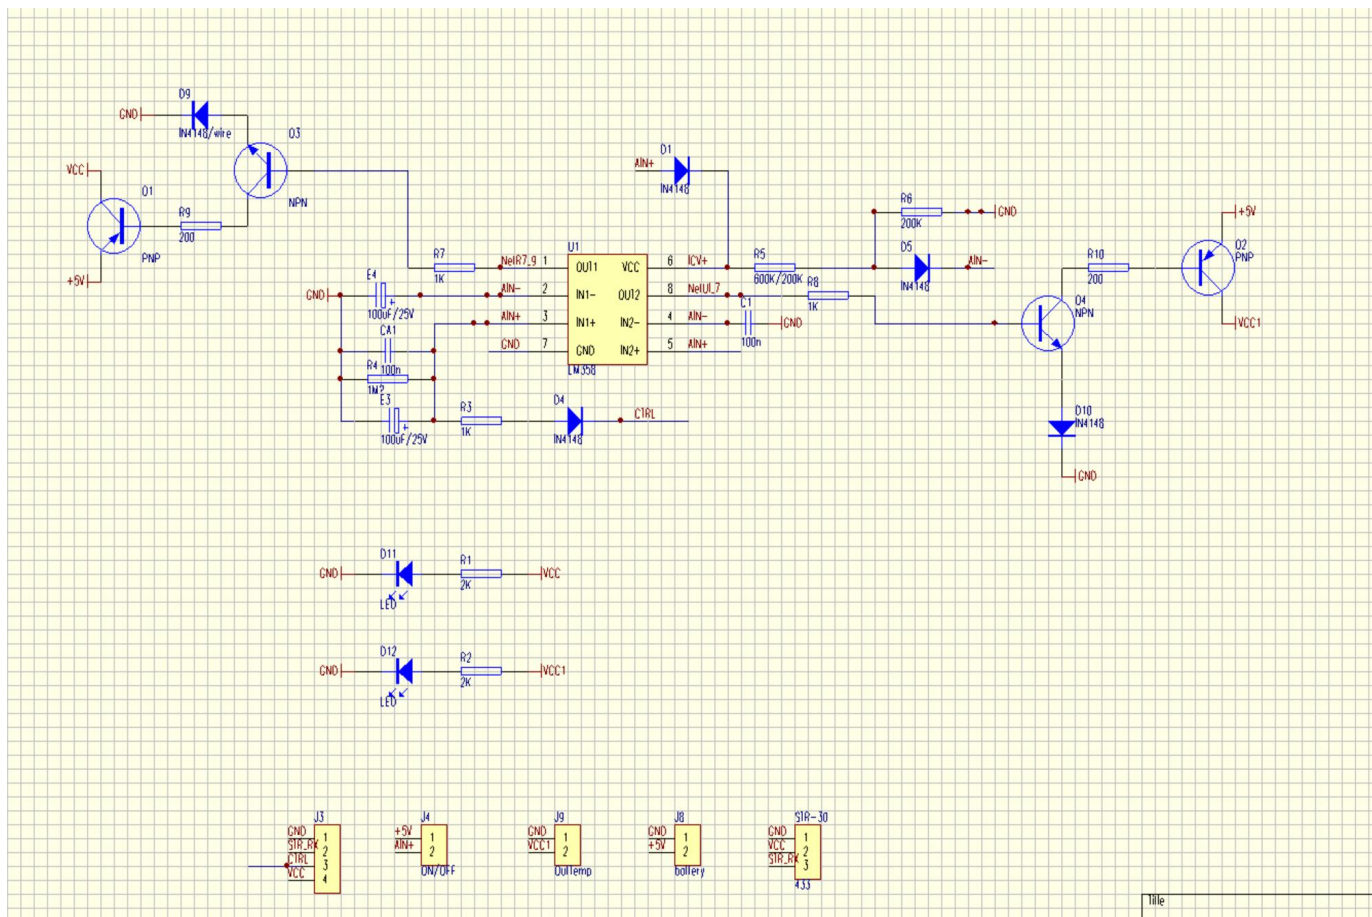 D9
GND
IN4148/wire
Q3
NPN
VCC
Q1
R9
200
PNP
+5V
AIN+
D1
IN4148
R6
200K
GND
+5V
Q2
PNP
R7
1K
NetR7_9
1
U1
OUT1
VCC
6
ICV+
R5
600K/200K
D5
IN4148
AIN-
R10
200
GND
E4
100uF/25V
AIN-
2
IN1-
OUT2
8
NetU1_7
R8
1K
Q4
NPN
AIN+
3
IN1+
IN2-
4
AIN-
C1
100n
GND
VCC1
CA1
100n
GND
7
GND
IN2+
5
AIN+
LM358
R4
1M?
E3
100uF/25V
R3
1K
D4
IN4148
CTRL
D10
IN4148
GND
D11
GND
LED
R1
2K
VCC
D12
GND
LED
R2
2K
VCC1
J3
GND
1
STR_RX
2
CTRL
3
VCC
4
J4
+5V
1
AIN+
2
ON/OFF
J9
GND
1
VCC1
2
OutTemp
J8
GND
1
+5V
2
battery
STR-30
GND
1
VCC
2
STR_RX
3
433
Title